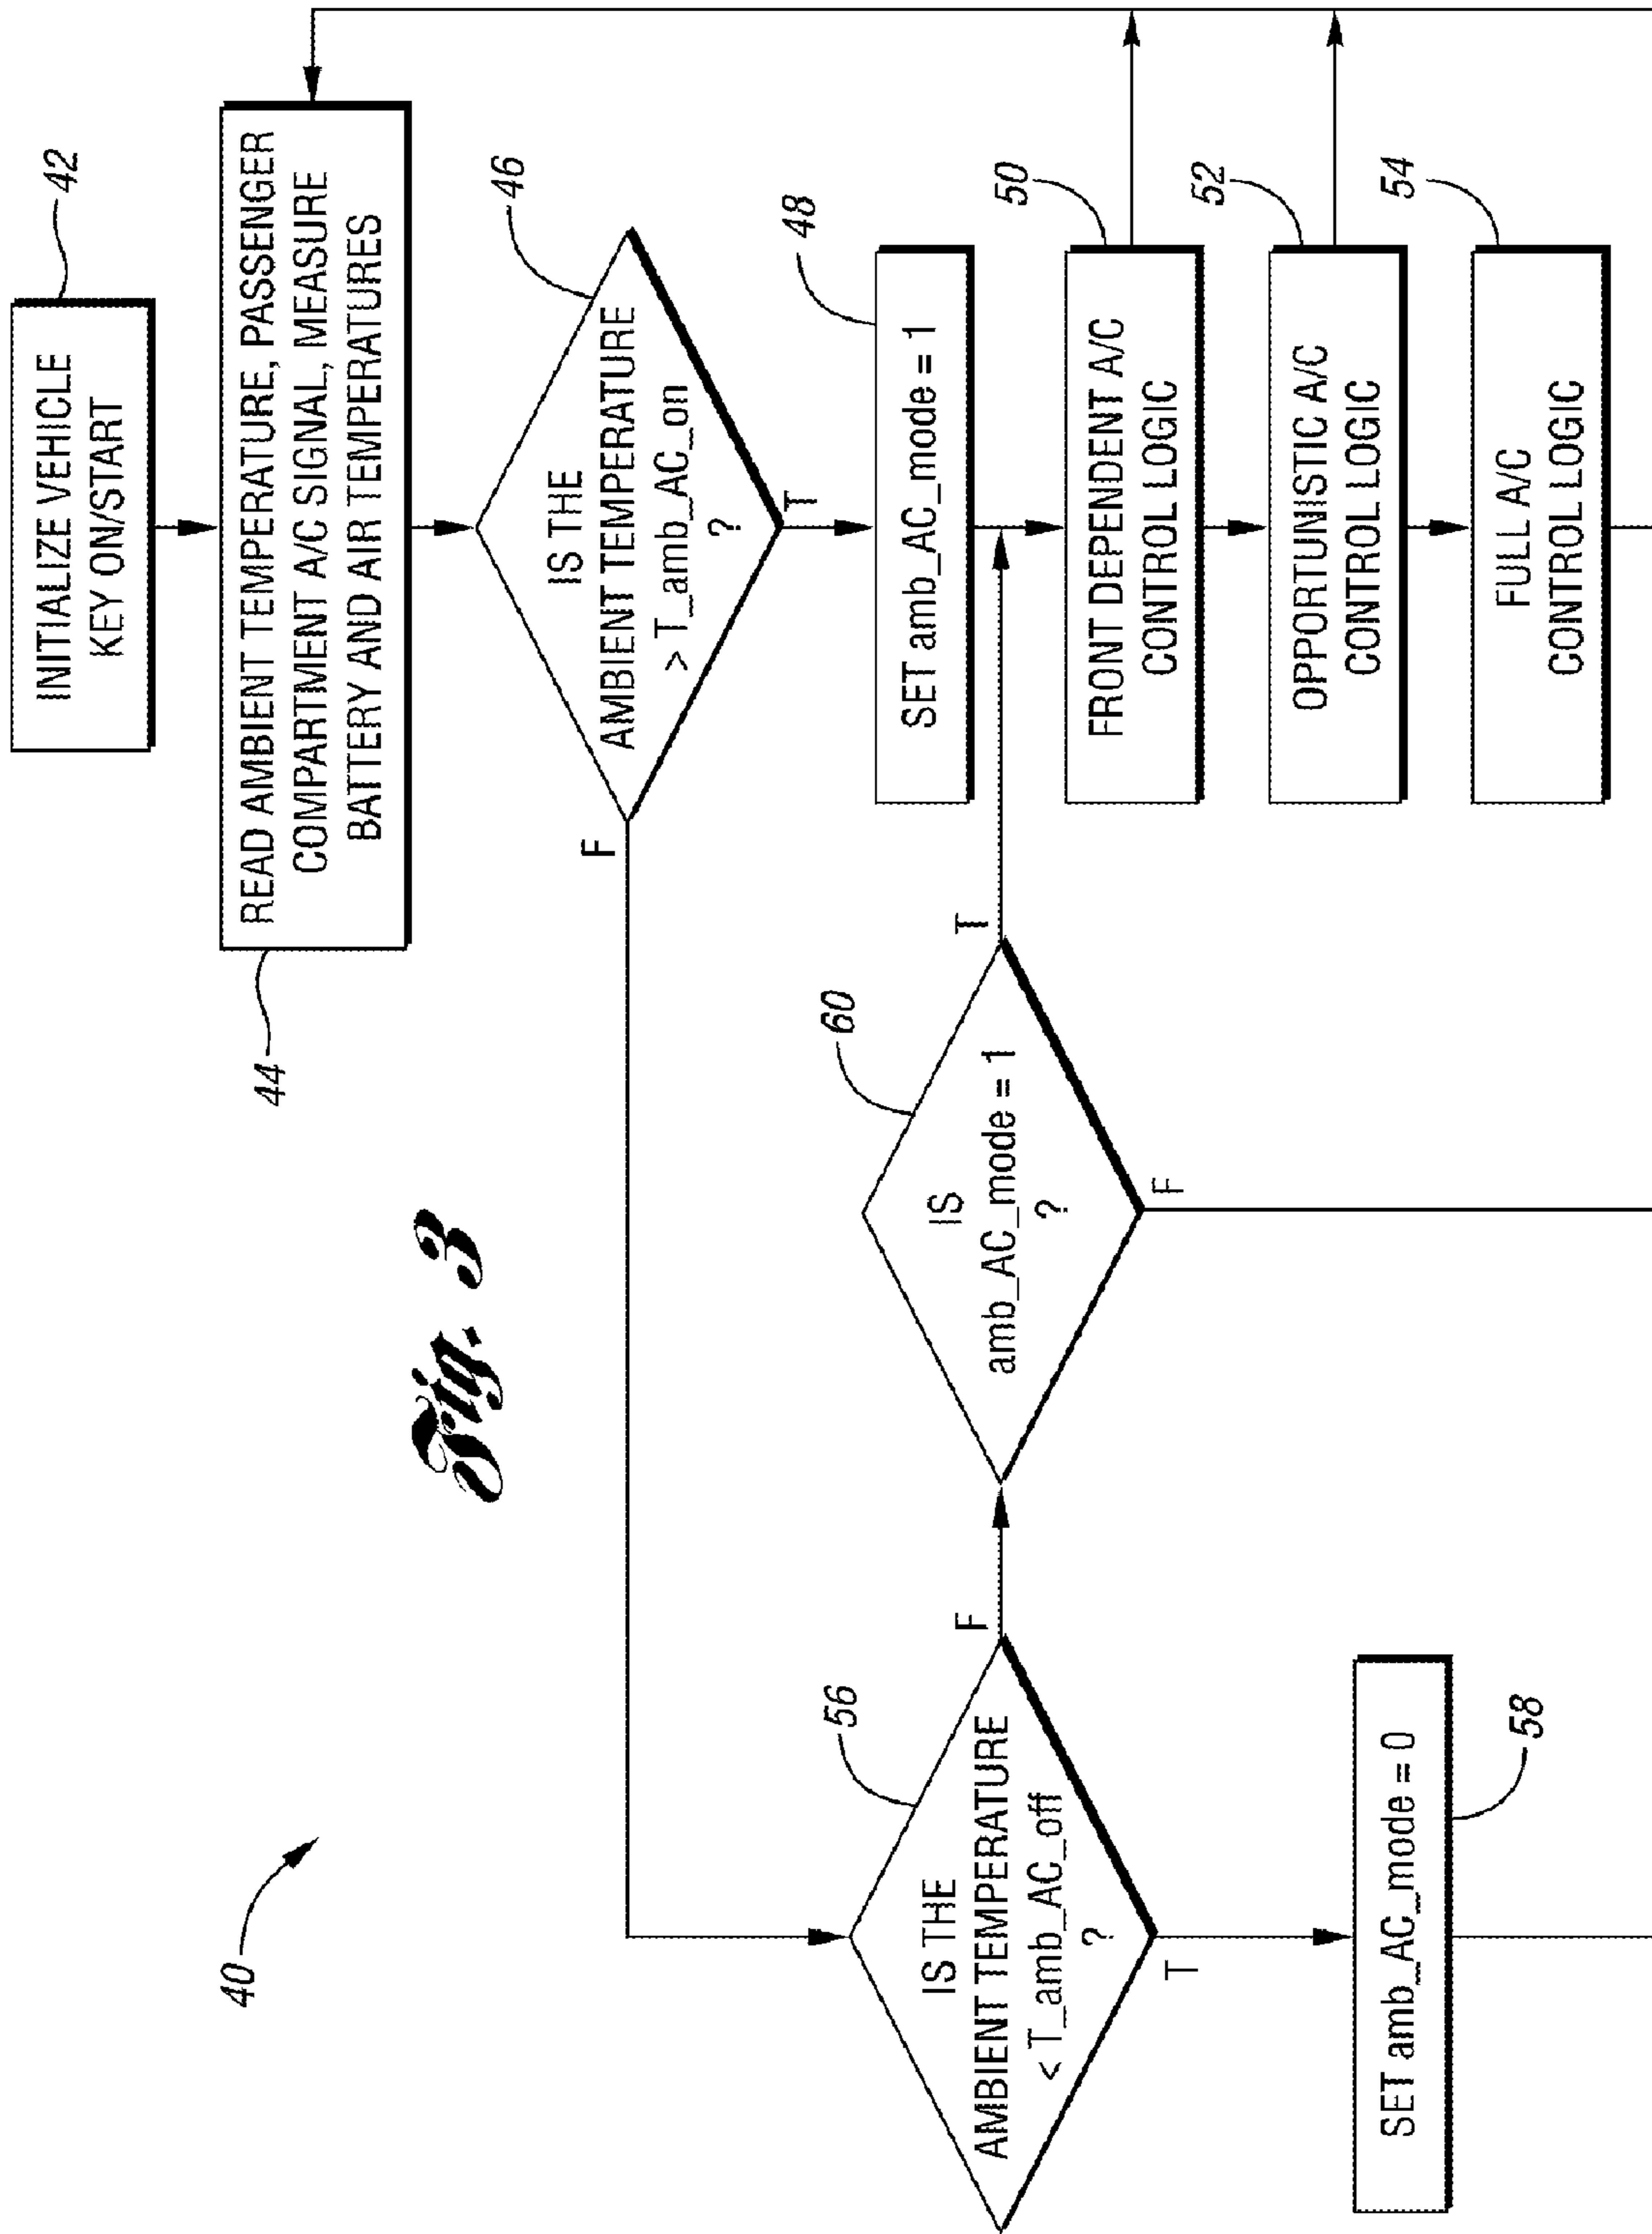 INITIALIZE VEHICLE
KEY ON/START
42
READ AMBIENT TEMPERATURE, PASSENGER
COMPARTMENT A/C SIGNAL, MEASURE
BATTERY AND AIR TEMPERATURES
44
IS THE
AMBIENT TEMPERATURE
> T_amb_AC_on
?
46
F
T
SET amb_AC_mode = 1
48
FRONT DEPENDENT A/C
CONTROL LOGIC
50
OPPORTUNISTIC A/C
CONTROL LOGIC
52
FULL A/C
CONTROL LOGIC
54
40
Fig. 3
IS THE
AMBIENT TEMPERATURE
< T_amb_AC_off
?
56
F
T
IS
amb_AC_mode = 1
?
60
T
F
SET amb_AC_mode = 0
58